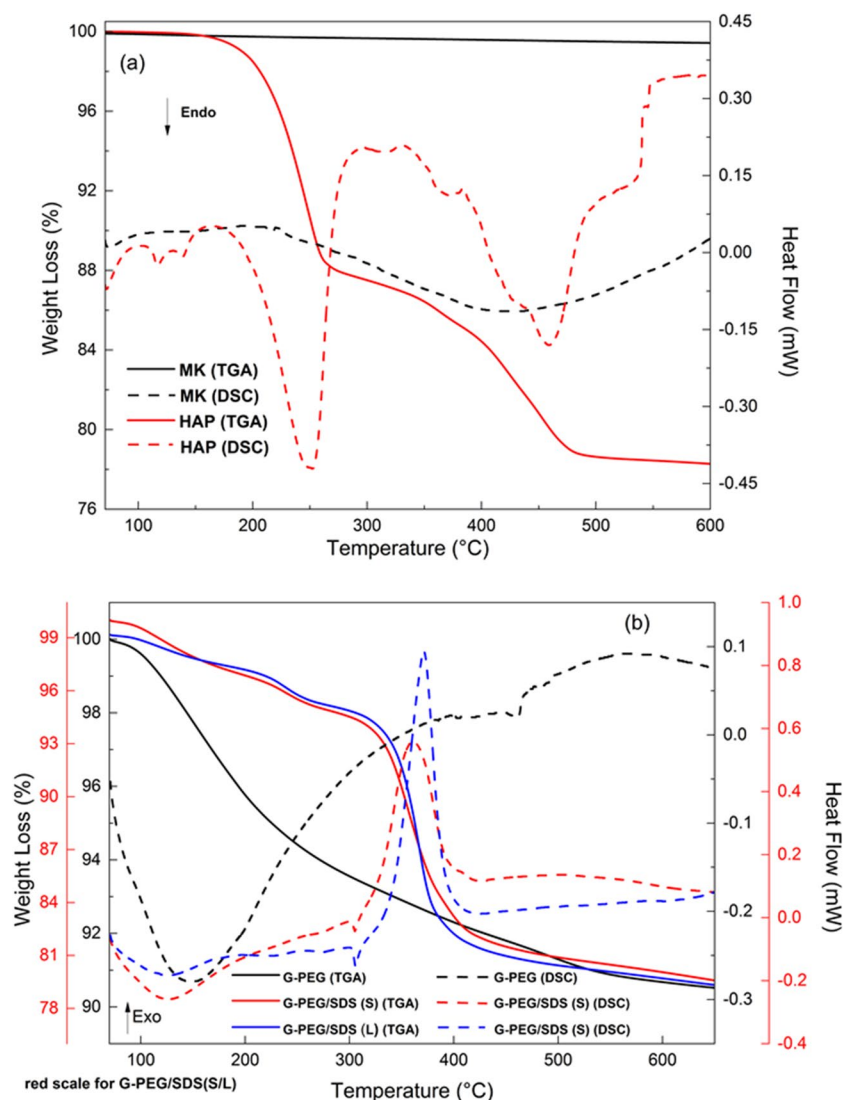 (a)
Endo
MK (TGA)
MK (DSC)
HAP (TGA)
HAP (DSC)
100
96
92
88
84
80
76
Weight Loss (%)
0.45
0.30
0.15
0.00
-0.15
-0.30
-0.45
Heat Flow (mW)
100 200 300 400 500 600
Temperature (°C)
(b)
99
96
93
90
87
84
81
78
100
98
96
94
92
90
Weight Loss (%)
0.1
0.0
-0.1
-0.2
-0.3
1.0
0.8
0.6
0.4
0.2
0.0
-0.2
-0.4
Heat Flow (mW)
G-PEG (TGA) G-PEG (DSC)
G-PEG/SDS (S) (TGA) G-PEG/SDS (S) (DSC)
G-PEG/SDS (L) (TGA) G-PEG/SDS (S) (DSC)
Exo
100 200 300 400 500 600
red scale for G-PEG/SDS(S/L)
Temperature (°C)